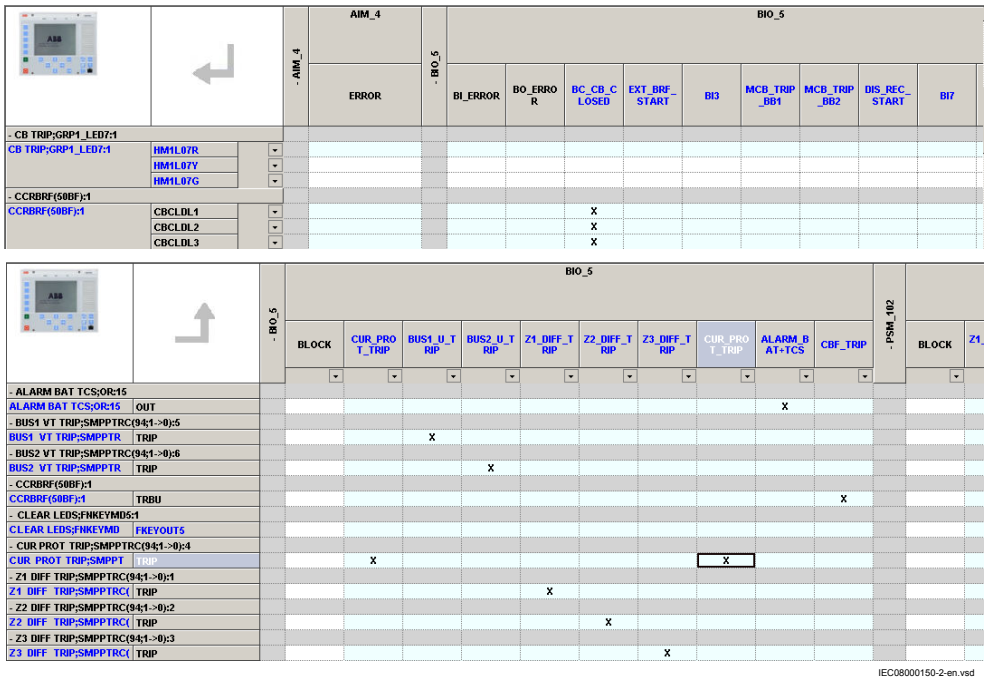 AIM_4 BIO_5
- AIM_4 - BIO_5
ERROR BI_ERROR BO_ERRO BC_CB_C EXT_BRF_ BI3 MCB_TRIP MCB_TRIP DIS_REC_ BI7
R LOSED START _BB1 _BB2 START
ABB
- CB TRIP;GRP1_LED7:1
CB TRIP;GRP1_LED7:1 HM1L07R
HM1L07Y
HM1L07G
- CCRBRF(50BF):1
CCRBRF(50BF):1 CBCLDL1 X
CBCLDL2 X
CBCLDL3 X
BIO_5
ABB
- BIO_5 - PSM_102
BLOCK CUR_PRO BUS1_U_T BUS2_U_T Z1_DIFF_T Z2_DIFF_T Z3_DIFF_T CUR_PRO ALARM_B CBF_TRIP BLOCK Z1_
T_TRIP RIP RIP RIP RIP RIP T_TRIP AT+TCS
- ALARM BAT TCS;OR:15
ALARM BAT TCS;OR:15 OUT X
- BUS1 VT TRIP;SMPPTRC(94;1->0):5
BUS1 VT TRIP;SMPPTR TRIP X
- BUS2 VT TRIP;SMPPTRC(94;1->0):6
BUS2 VT TRIP;SMPPTR TRIP X
- CCRBRF(50BF):1
CCRBRF(50BF):1 TRBU X
- CLEAR LEDS;FNKEYMD5:1
CLEAR LEDS;FNKEYMD FKEYOUT5
- CUR PROT TRIP;SMPPTRC(94;1->0):4
CUR PROT TRIP;SMPPT TRIP X X
- Z1 DIFF TRIP;SMPPTRC(94;1->0):1
Z1 DIFF TRIP;SMPPTRC( TRIP X
- Z2 DIFF TRIP;SMPPTRC(94;1->0):2
Z2 DIFF TRIP;SMPPTRC( TRIP X
- Z3 DIFF TRIP;SMPPTRC(94;1->0):3
Z3 DIFF TRIP;SMPPTRC( TRIP X
IEC08000150-2-en.vsd